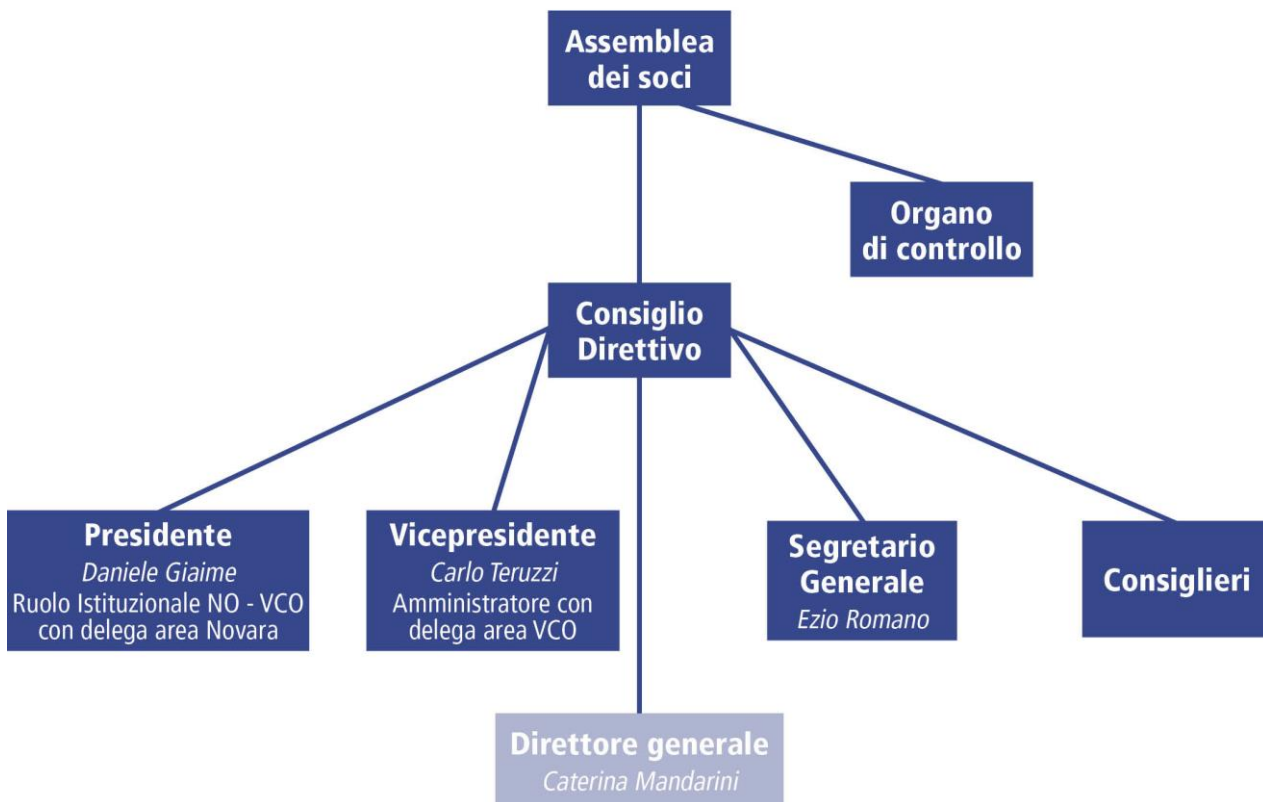 Assemblea
dei soci
Organo
di controllo
Consiglio
Direttivo
Presidente
Daniele Giaime
Ruolo Istituzionale NO - VCO
con delega area Novara
Vicepresidente
Carlo Teruzzi
Amministratore con
delega area VCO
Segretario
Generale
Ezio Romano
Consiglieri
Direttore generale
Caterina Mandarini